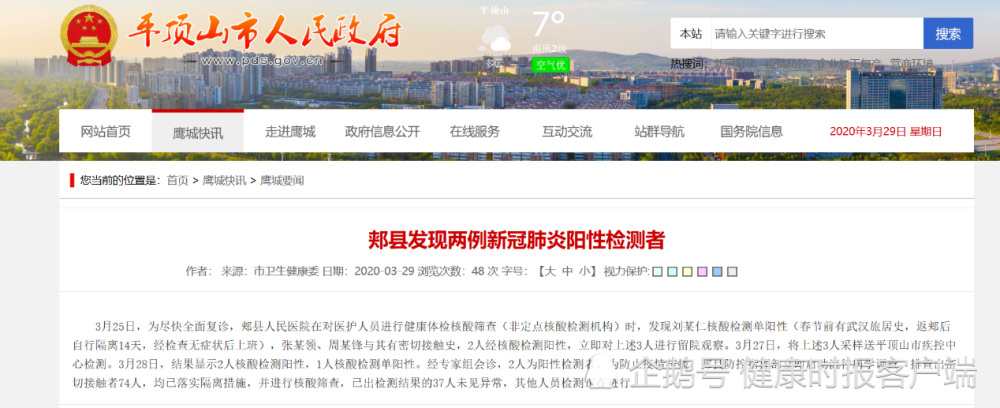 平顶山市人民政府
www.pds.gov.cn
平顶山
7°
南风2级
多云
空气优
本站 请输入关键字进行搜索 搜索
热搜词：
网站首页 鹰城快讯 走进鹰城 政府信息公开 在线服务 互动交流 站群导航 国务院信息 2020年3月29日 星期日
您当前的位置是：首页 > 鹰城快讯 > 鹰城要闻
郏县发现两例新冠肺炎阳性检测者
作者： 来源：市卫生健康委 日期：2020-03-29 浏览次数：48 次 字号：【大 中 小】 视力保护：
3月25日，为尽快全面复诊，郏县人民医院在对医护人员进行健康体检核酸筛查（非定点核酸检测机构）时，发现刘某仁核酸检测单阳性（春节前有武汉旅居史，返郏后
自行隔离14天，经检查无症状后上班），张某领、周某锋与其有密切接触史，2人经核酸检测阳性，立即对上述3人进行留院观察。3月27日，将上述3人采样送平顶山市疾控中
心检测。3月28日，结果显示2人核酸检测阳性，1人核酸检测单阳性。经专家组会诊，2人为阳性检测者。为防止疫情
切接触者74人，均已落实隔离措施，并进行核酸筛查，已出检测结果的37人未见异常，其他人员检测
企鹅号 健康时报客户端